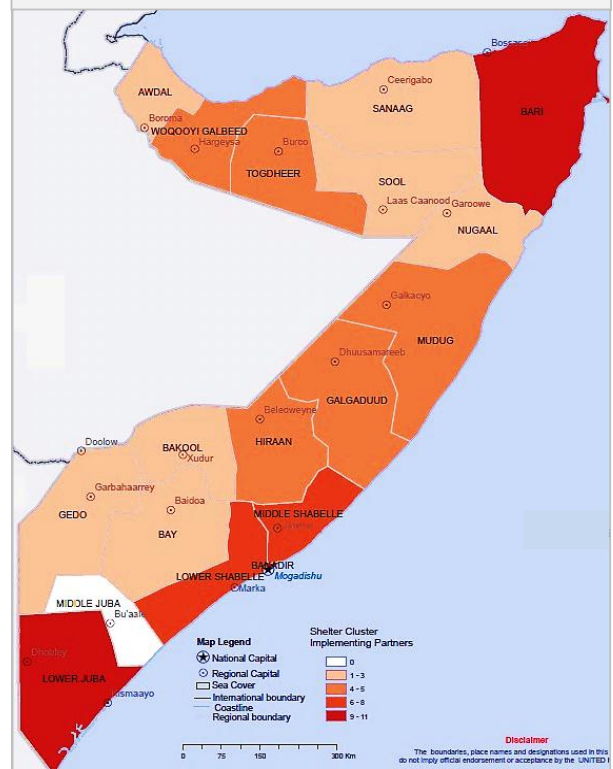 Bossaaso
Ceerigabo
AWDAL
SANAAG
BARI
Boroma
WOQOOYI GALBEED
Hargeysa
Buroo
TOGDHEER
SOOL
Laas Caanood
Garoowe
NUGAAL
Galkacyo
MUDUG
Dhuusamareeb
GALGADUUD
Beledweyne
HIRAAN
Doolow
BAKOOL
Xudur
Garbahaarrey
Baidoa
GEDO
BAY
MIDDLE SHABELLE
BANADIR
LOWER SHABELLE
Mogadishu
Marka
MIDDLE JUBA
Bu'aale
Dhobley
LOWER JUBA
Kismaayo
Map Legend
National Capital
Regional Capital
Sea Cover
International boundary
Coastline
Regional boundary
Shelter Cluster
Implementing Partners
0
1 - 3
4 - 5
6 - 8
9 - 11
0 75 150 300 Km
Disclaimer
The boundaries, place names and designations used in this
do not imply official endorsement or acceptance by the UNITED